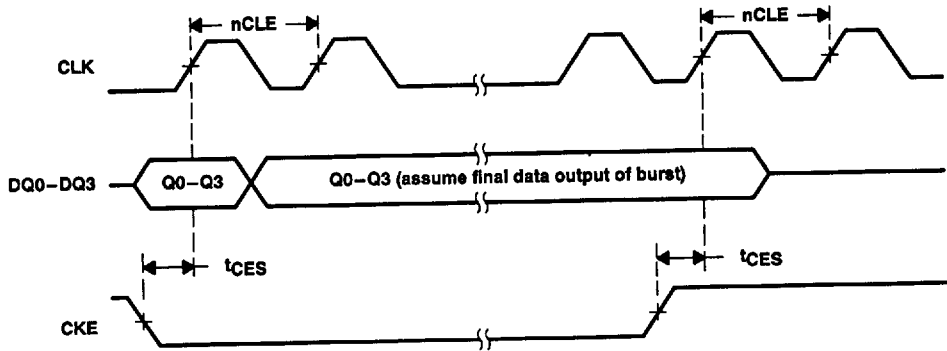 nCLE
nCLE
CLK
DQ0–DQ3
Q0–Q3
Q0–Q3 (assume final data output of burst)
tCES
tCES
CKE